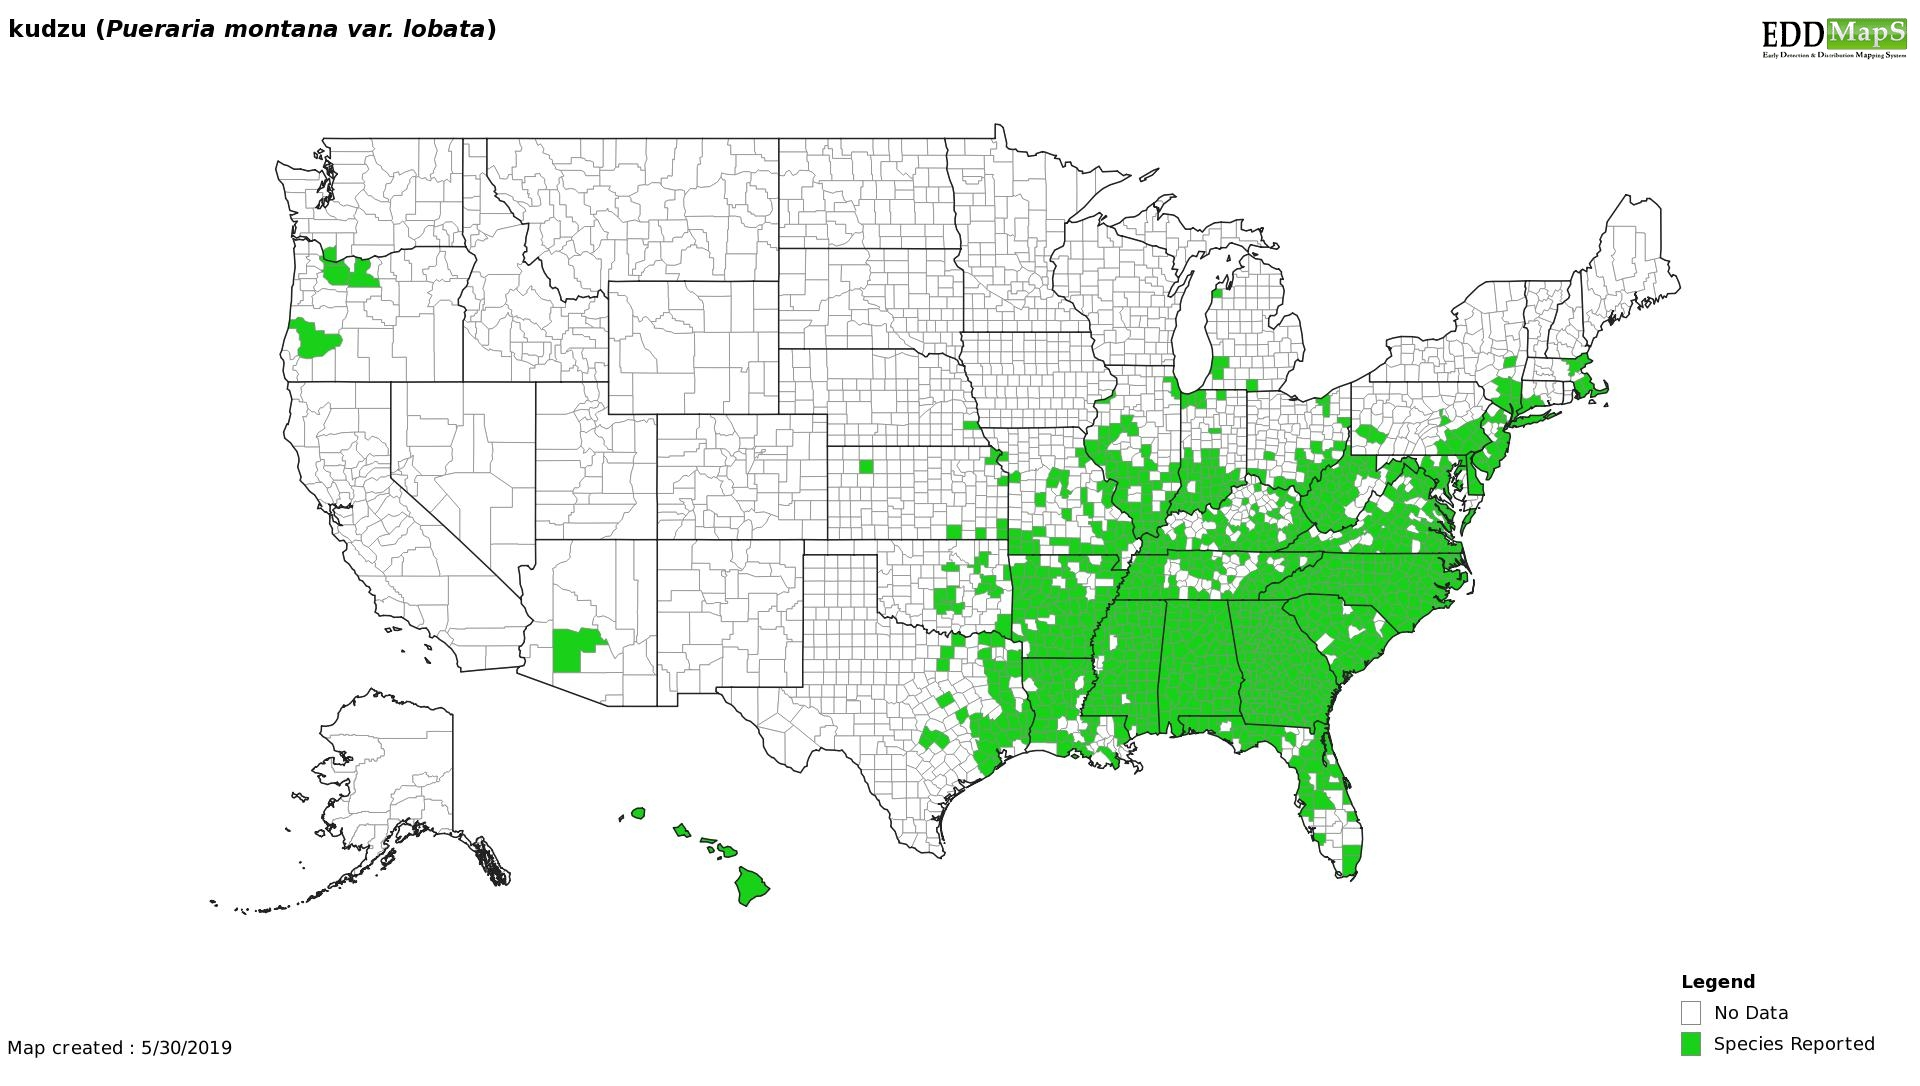 kudzu (Pueraria montana var. lobata)
EDDMapS
Early Detection & Distribution Mapping System
Legend
No Data
Species Reported
Map created : 5/30/2019